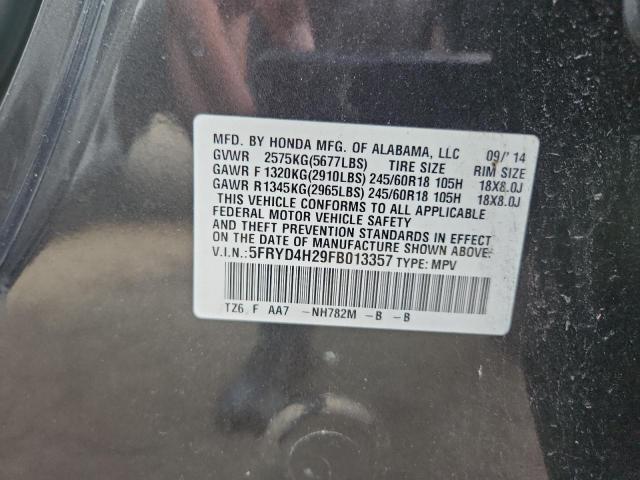 MFD. BY HONDA MFG. OF ALABAMA, LLC 09/'14
GVWR 2575KG(5677LBS) TIRE SIZE RIM SIZE
GAWR F 1320KG(2910LBS) 245/60R18 105H 18X8.0J
GAWR R1345KG(2965LBS) 245/60R18 105H 18X8.0J
THIS VEHICLE CONFORMS TO ALL APPLICABLE
FEDERAL MOTOR VEHICLE SAFETY
AND THEFT PREVENTION STANDARDS IN EFFECT
ON THE DATE OF MANUFACTURE SHOWN ABOVE.
V.I.N.:5FRYD4H29FB013357 TYPE: MPV
TZ6 F AA7 -NH782M -B -B